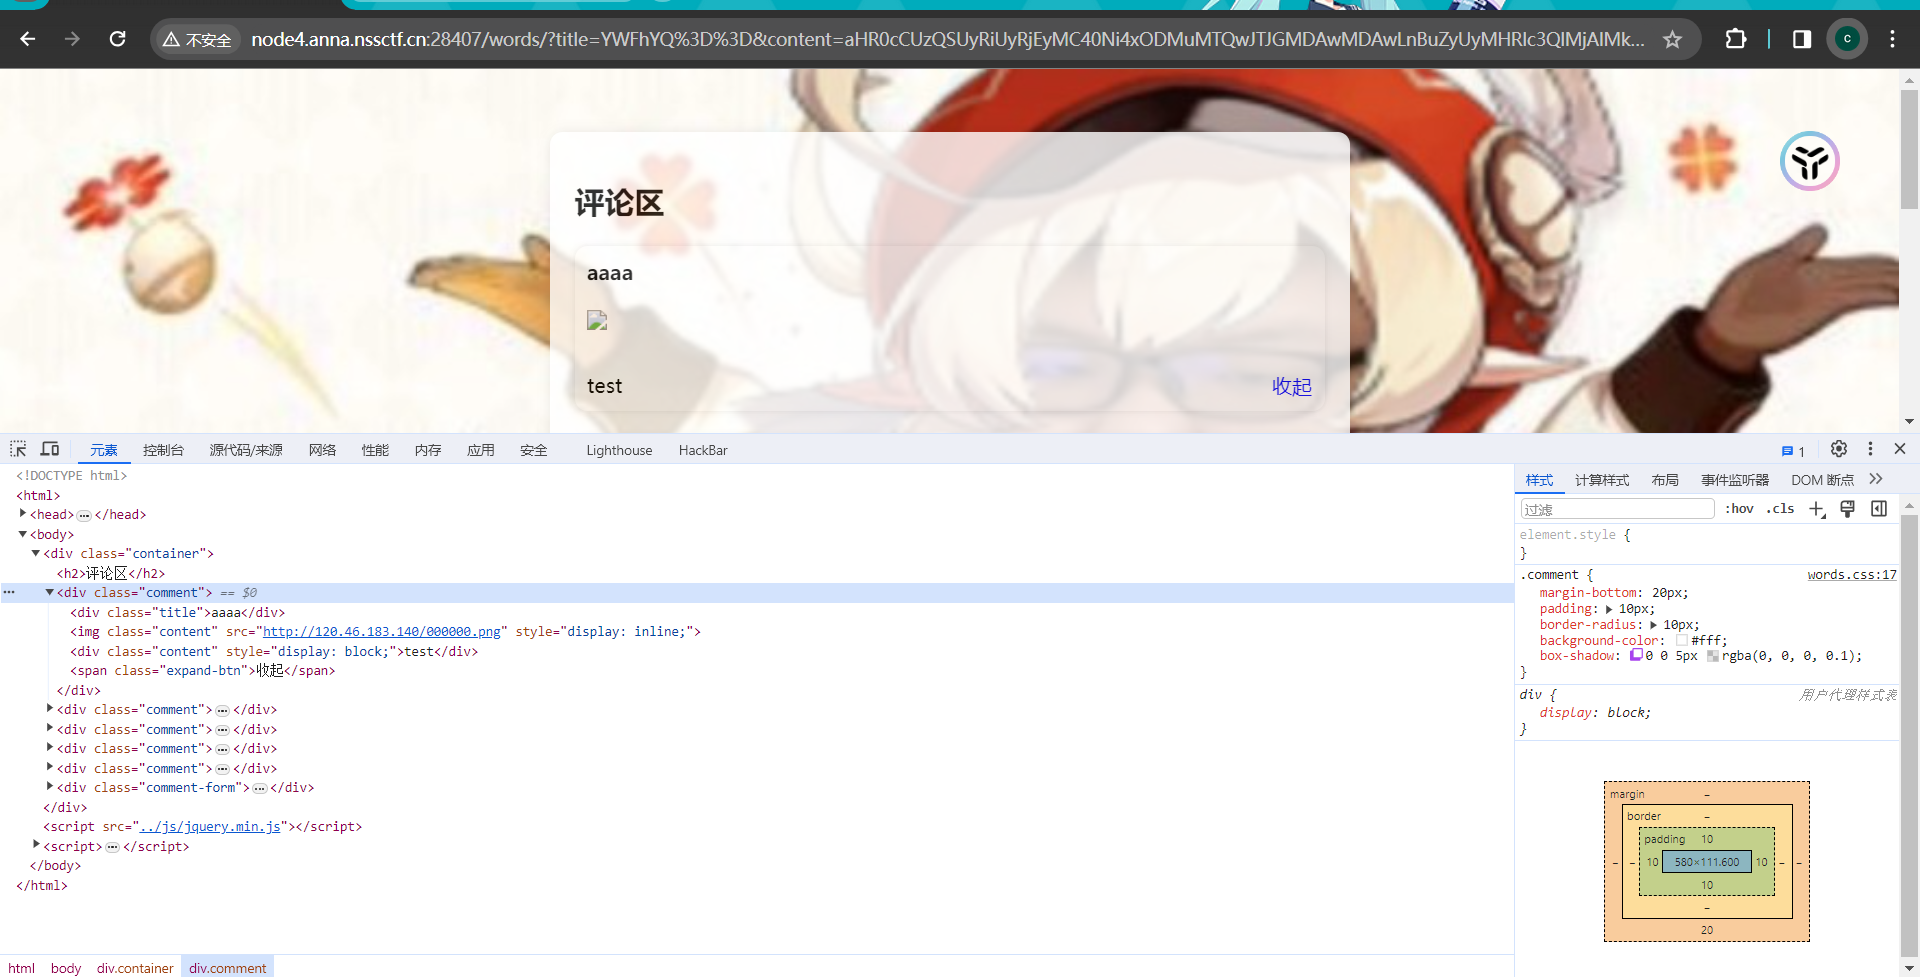 不安全
node4.anna.nssctf.cn:28407/words/?title=YWFhYQ%3D%3D&content=aHR0cCUzQSUyRiUyRjEyMC40Ni4xODMuMTQwJTJGMDAwMDAwLnBuZyUyMHRlc3QlMjAlMk...
C
评论区
aaaa
test
收起
元素 控制台 源代码/来源 网络 性能 内存 应用 安全 Lighthouse HackBar
1
<!DOCTYPE html>
<html>
<head>…</head>
<body>
<div class="container">
<h2>评论区</h2>
<div class="comment"> == $0
<div class="title">aaaa</div>
<img class="content" src="http://120.46.183.140/000000.png" style="display: inline;">
<div class="content" style="display: block;">test</div>
<span class="expand-btn">收起</span>
</div>
<div class="comment">…</div>
<div class="comment">…</div>
<div class="comment">…</div>
<div class="comment">…</div>
<div class="comment-form">…</div>
</div>
<script src="../js/jquery.min.js"></script>
<script>…</script>
</body>
</html>
html body div.container div.comment
样式 计算样式 布局 事件监听器 DOM 断点
过滤
:hov .cls
element.style {
}
.comment { words.css:17
margin-bottom: 20px;
padding: 10px;
border-radius: 10px;
background-color: #fff;
box-shadow: 0 0 5px rgba(0, 0, 0, 0.1);
}
div { 用户代理样式表
display: block;
}
margin –
border –
padding 10
– – 10 580×111.600 10 – –
10
–
20